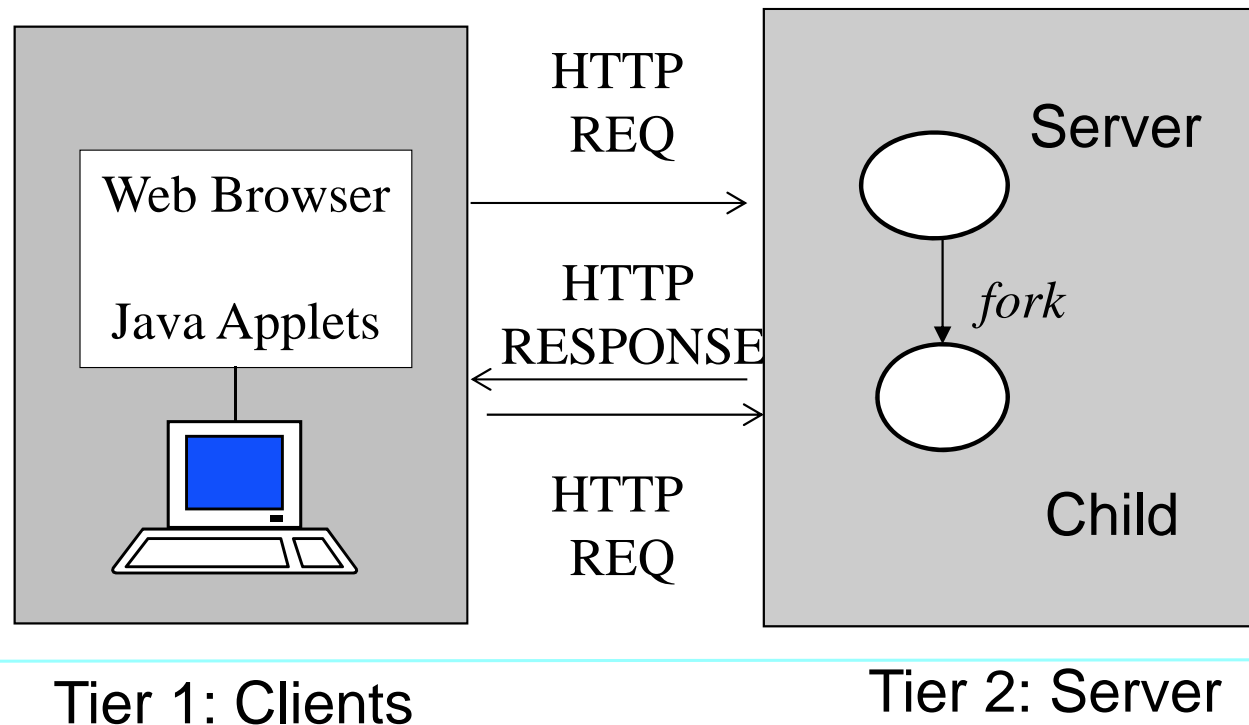 Web Browser
Java Applets
HTTP
REQ
HTTP
RESPONSE
HTTP
REQ
Server
fork
Child
Tier 1: Clients
Tier 2: Server